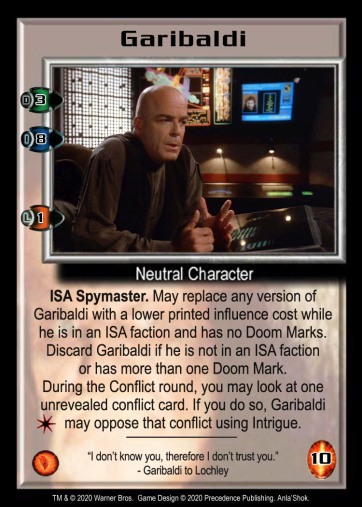 Garibaldi
D 3
I 8
L 1
Neutral Character
ISA Spymaster. May replace any version of
Garibaldi with a lower printed influence cost while
he is in an ISA faction and has no Doom Marks.
Discard Garibaldi if he is not in an ISA faction
or has more than one Doom Mark.
During the Conflict round, you may look at one
unrevealed conflict card. If you do so, Garibaldi
may oppose that conflict using Intrigue.
"I don't know you, therefore I don't trust you."
- Garibaldi to Lochley
10
TM & © 2020 Warner Bros. Game Design © 2020 Precedence Publishing. Anla'Shok.